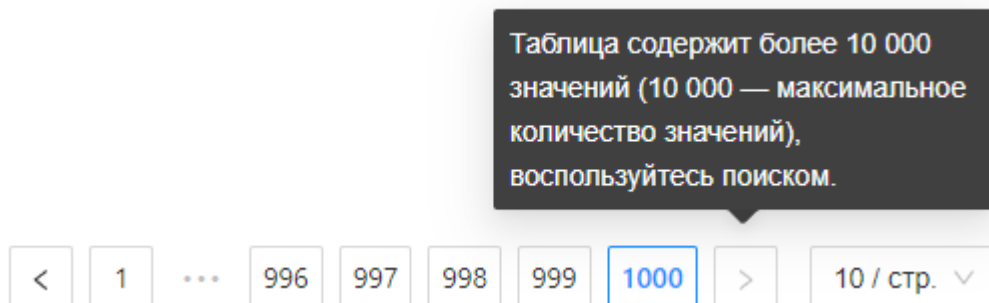 Таблица содержит более 10 000
значений (10 000 — максимальное
количество значений),
воспользуйтесь поиском.
< 1 ••• 996 997 998 999 1000 > 10 / стр.